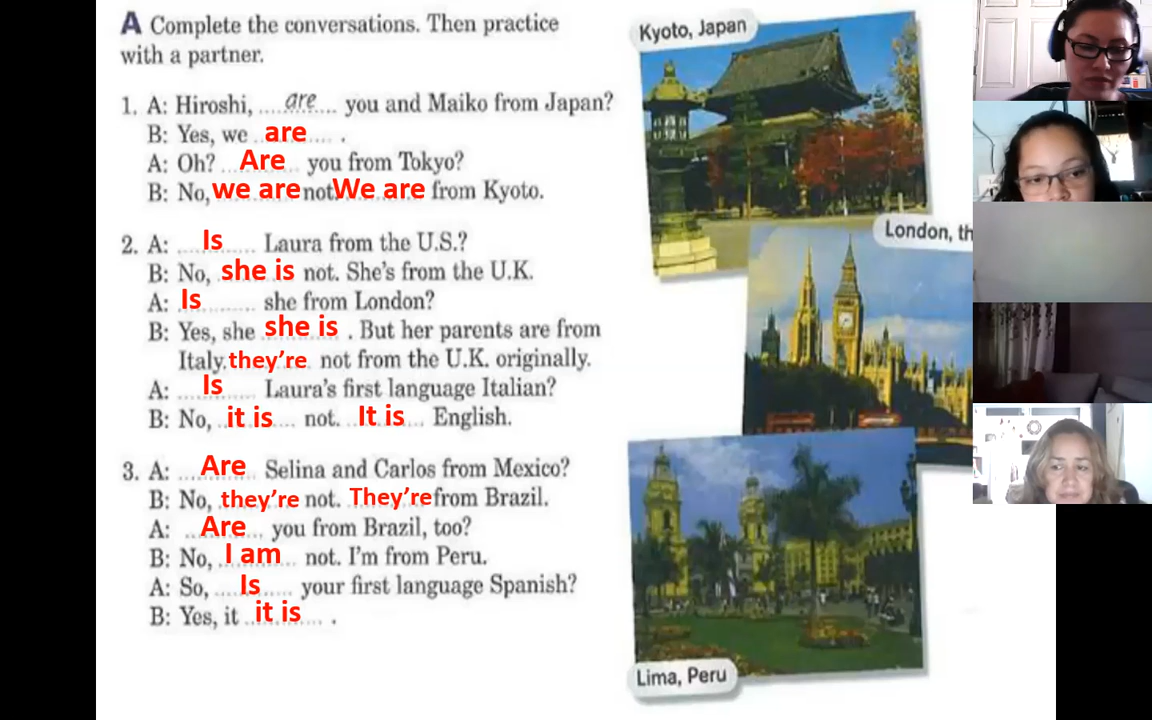 A Complete the conversations. Then practice
with a partner.
1. A: Hiroshi, are you and Maiko from Japan?
B: Yes, we are .
A: Oh? Are you from Tokyo?
B: No, we are not. We are from Kyoto.
2. A: Is Laura from the U.S.?
B: No, she is not. She's from the U.K.
A: Is she from London?
B: Yes, she she is . But her parents are from
Italy. they're not from the U.K. originally.
A: Is Laura's first language Italian?
B: No, it is not. It is English.
3. A: Are Selina and Carlos from Mexico?
B: No, they're not. They're from Brazil.
A: Are you from Brazil, too?
B: No, I am not. I'm from Peru.
A: So, Is your first language Spanish?
B: Yes, it it is .
Kyoto, Japan
London, th
Lima, Peru